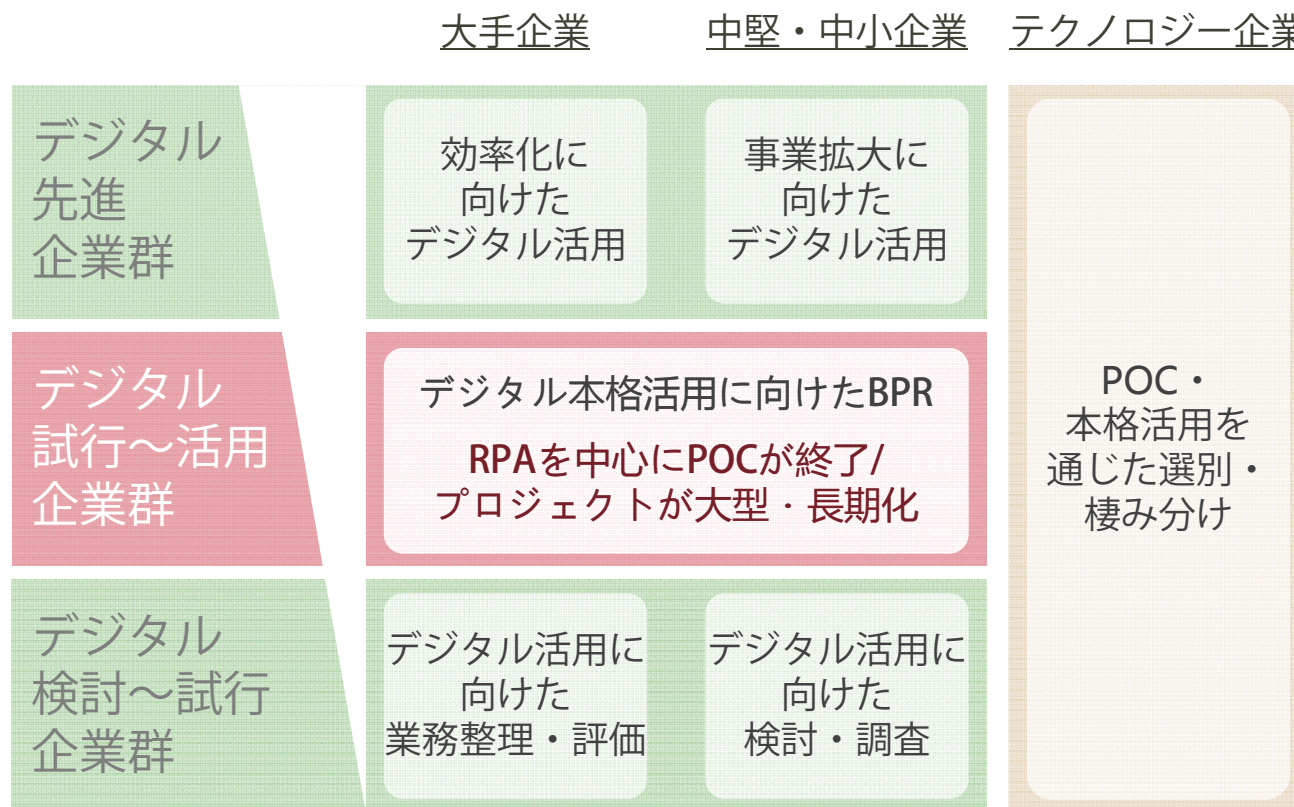 大手企業
中堅・中小企業
テクノロジー企業
デジタル
先進
企業群
効率化に
向けた
デジタル活用
事業拡大に
向けた
デジタル活用
デジタル
試行～活用
企業群
デジタル本格活用に向けたBPR
RPAを中心にPOCが終了/
プロジェクトが大型・長期化
POC・
本格活用を
通じた選別・
棲み分け
デジタル
検討～試行
企業群
デジタル活用に
向けた
業務整理・評価
デジタル活用に
向けた
検討・調査